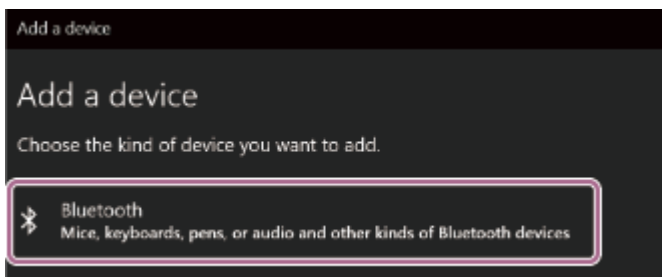 Add a device
Add a device
Choose the kind of device you want to add.
Bluetooth
Mice, keyboards, pens, or audio and other kinds of Bluetooth devices